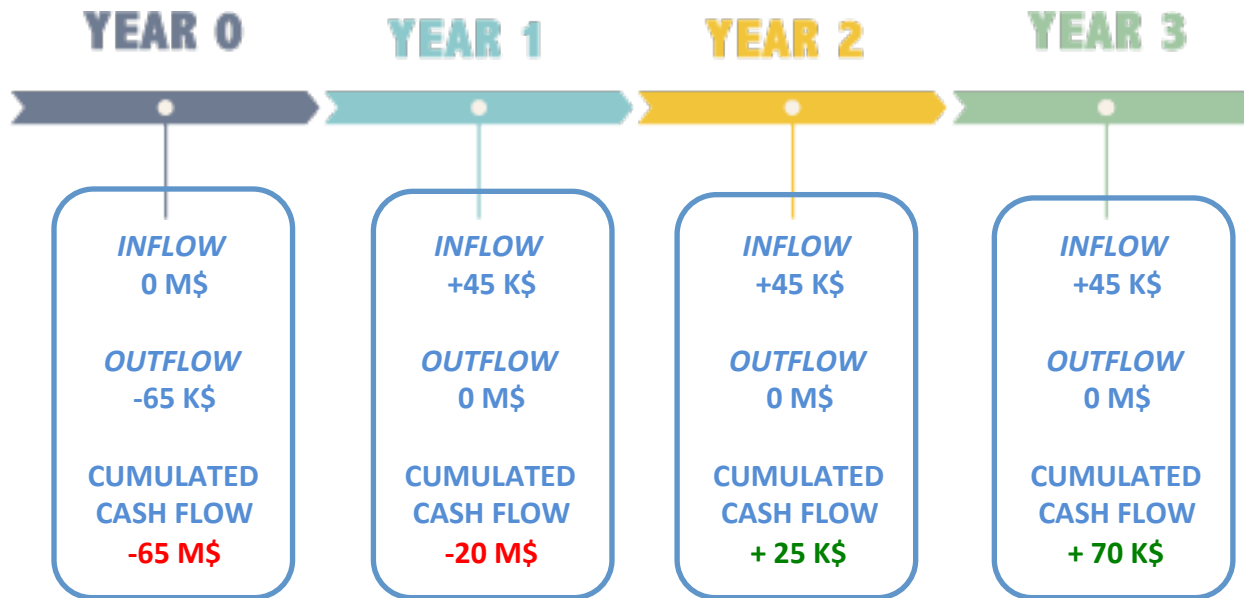 YEAR 0
YEAR 1
YEAR 2
YEAR 3
INFLOW
0 M$
OUTFLOW
-65 K$
CUMULATED
CASH FLOW
-65 M$
INFLOW
+45 K$
OUTFLOW
0 M$
CUMULATED
CASH FLOW
-20 M$
INFLOW
+45 K$
OUTFLOW
0 M$
CUMULATED
CASH FLOW
+ 25 K$
INFLOW
+45 K$
OUTFLOW
0 M$
CUMULATED
CASH FLOW
+ 70 K$